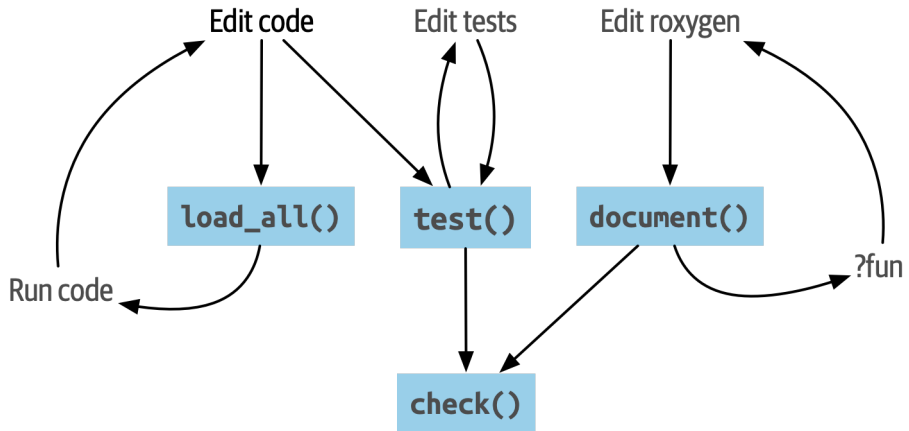 Edit code
Edit tests
Edit roxygen
load_all()
test()
document()
Run code
?fun
check()